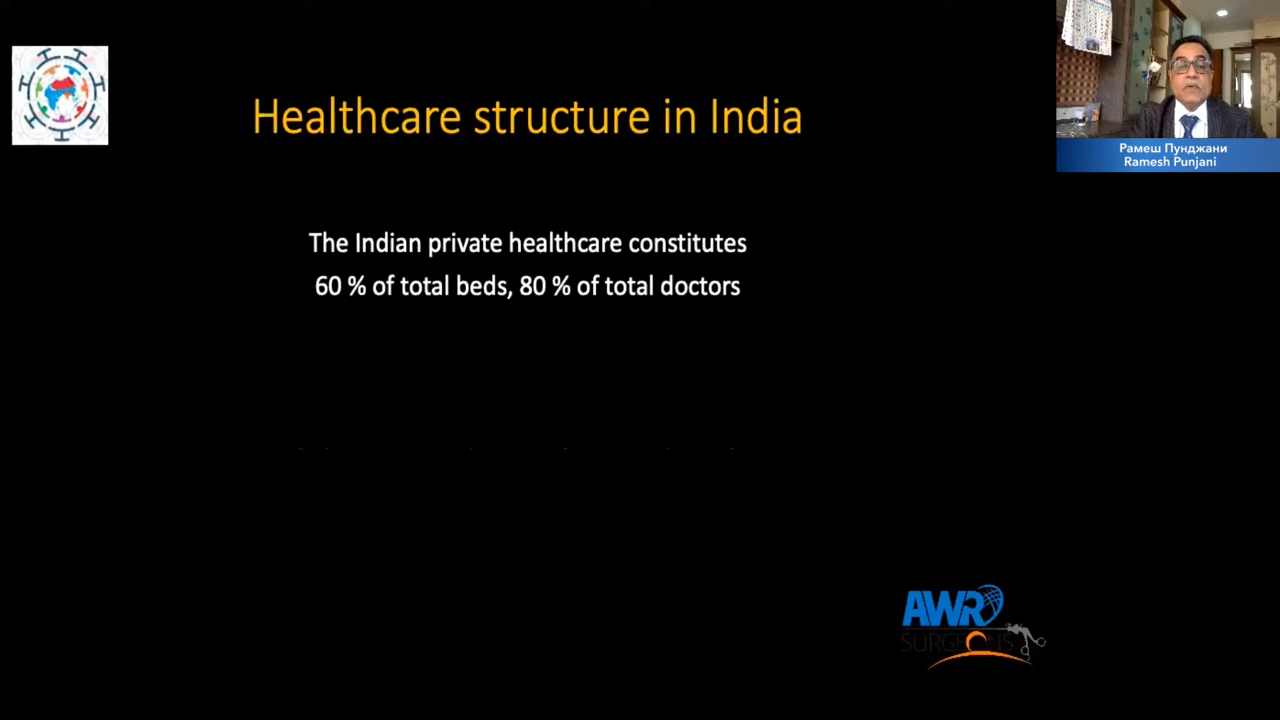 Healthcare structure in India
The Indian private healthcare constitutes
60 % of total beds, 80 % of total doctors
Рамеш Пунджани
Ramesh Punjani
AWR
SURGEONS